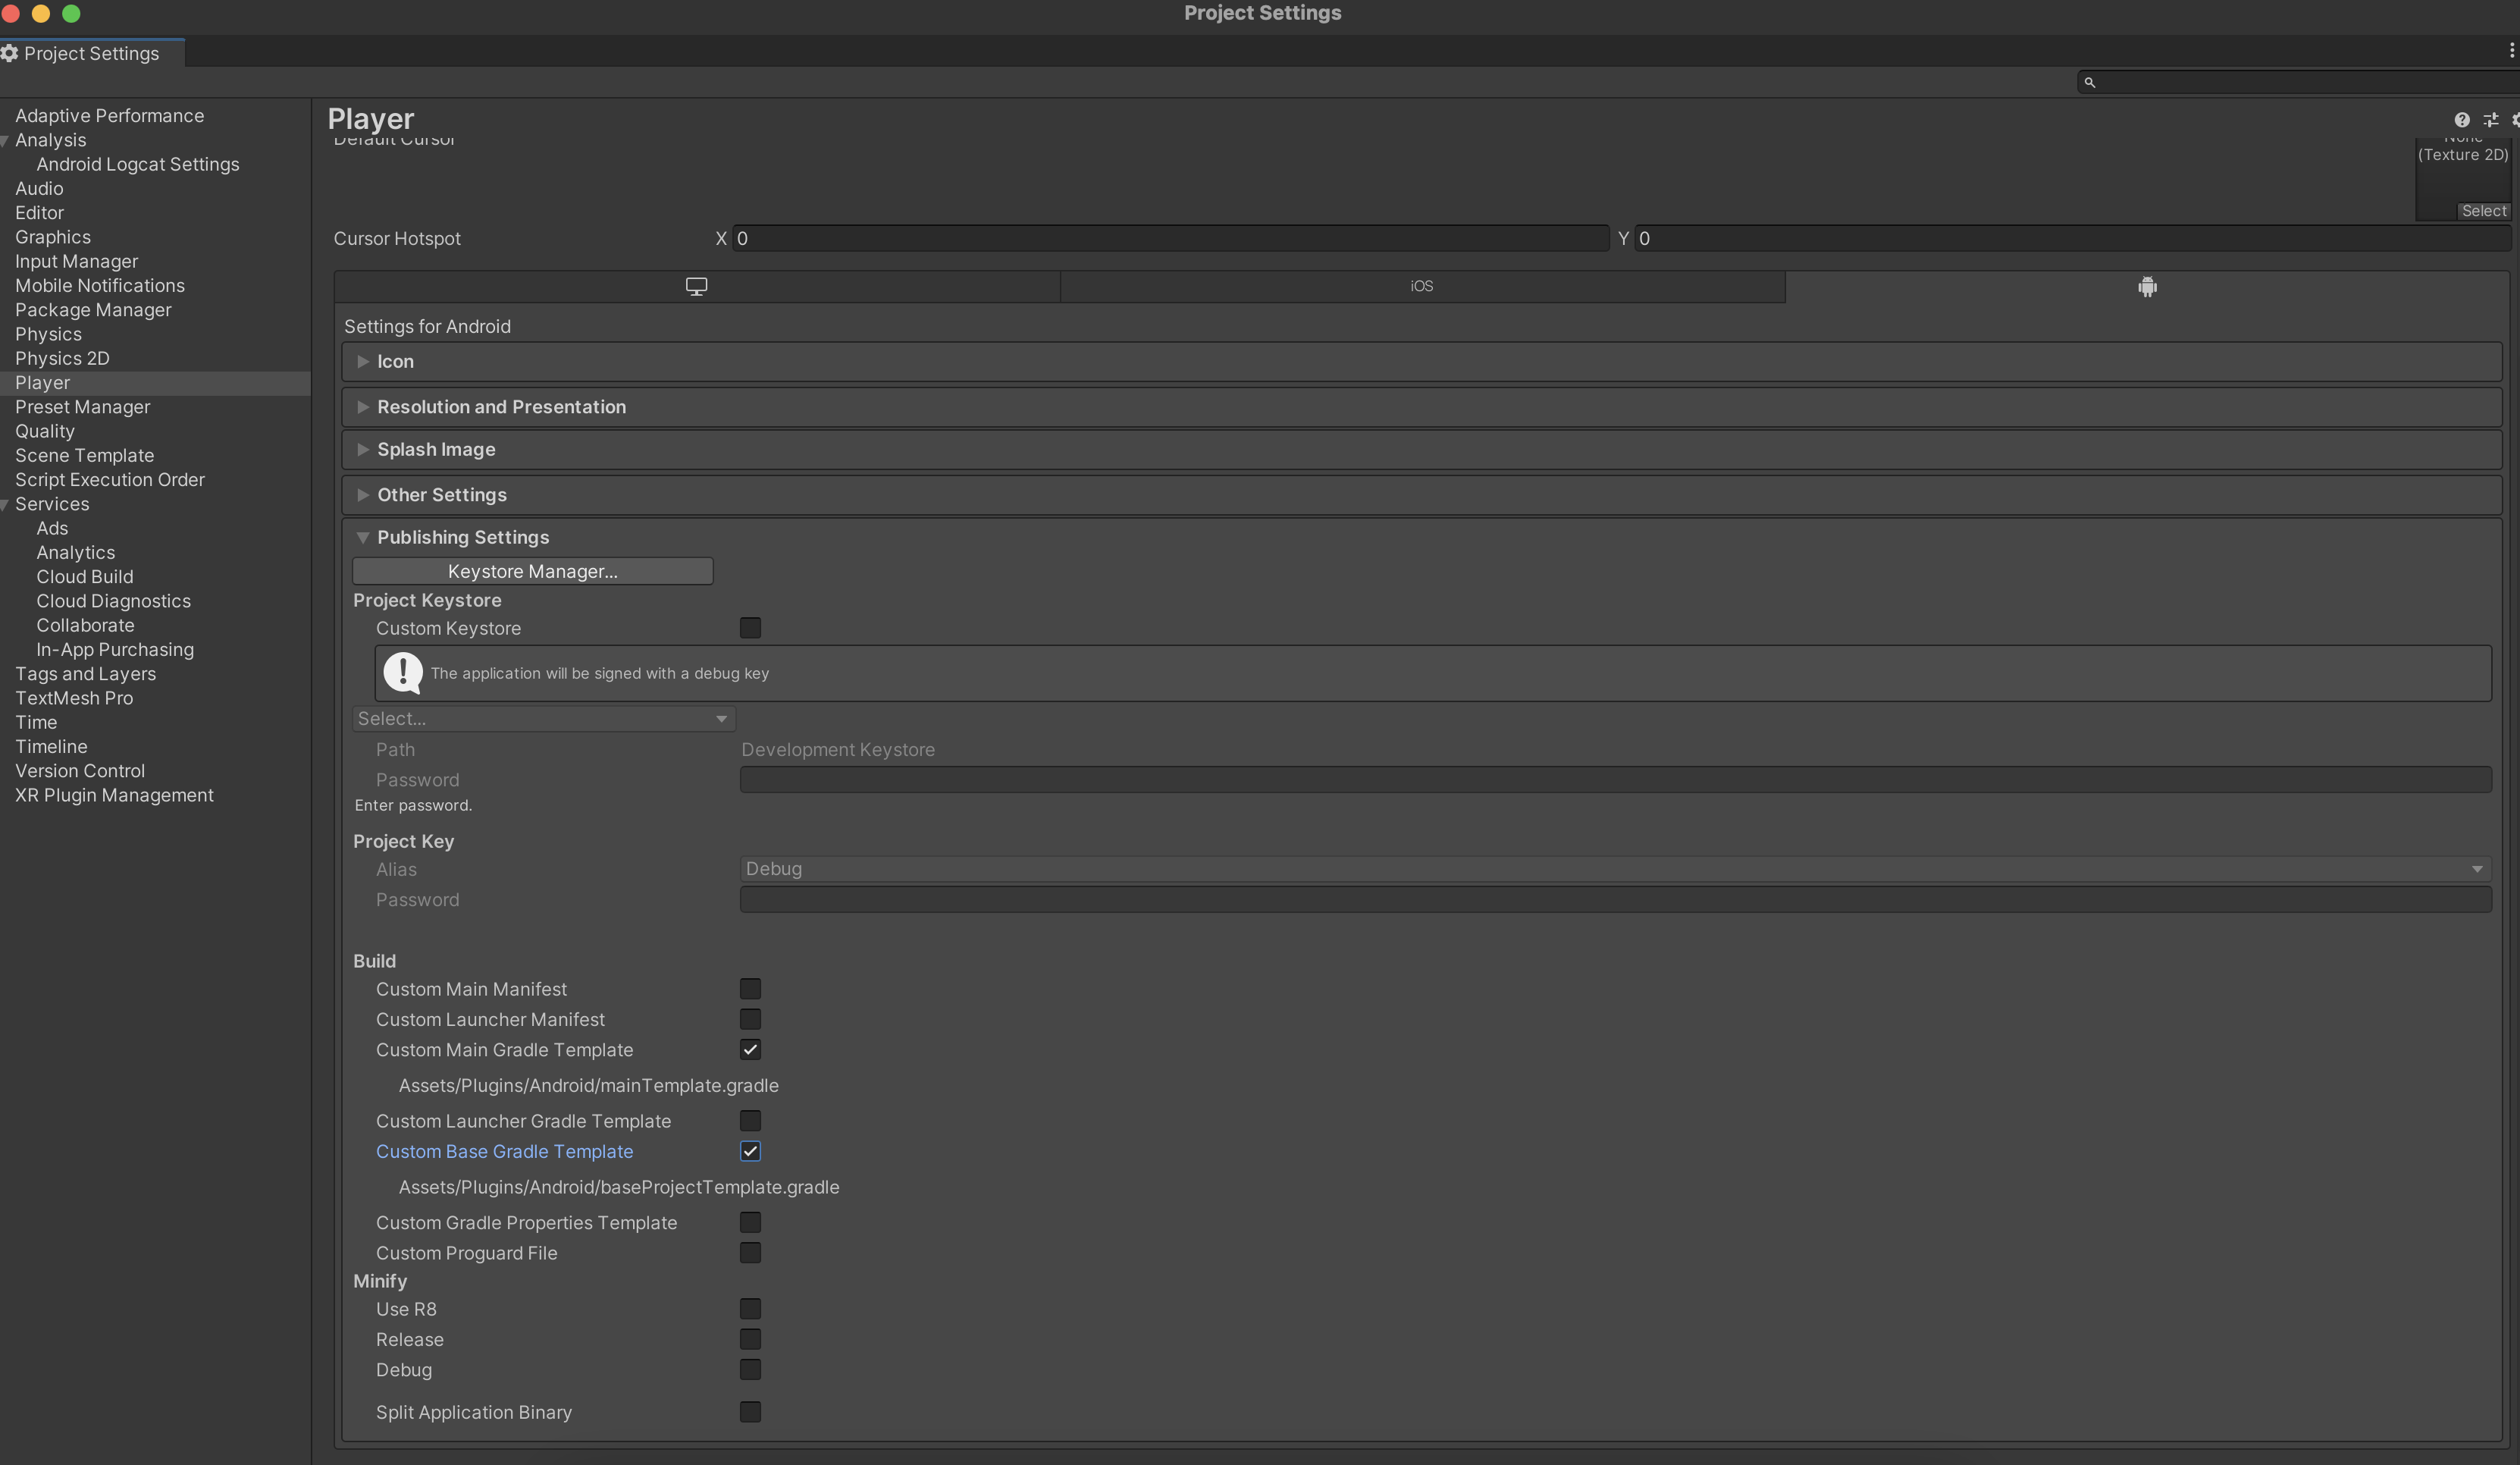 Project Settings
Project Settings
Adaptive Performance
Analysis
Android Logcat Settings
Audio
Editor
Graphics
Input Manager
Mobile Notifications
Package Manager
Physics
Physics 2D
Player
Preset Manager
Quality
Scene Template
Script Execution Order
Services
Ads
Analytics
Cloud Build
Cloud Diagnostics
Collaborate
In-App Purchasing
Tags and Layers
TextMesh Pro
Time
Timeline
Version Control
XR Plugin Management
Player
Default Cursor
None
(Texture 2D)
Select
Cursor Hotspot X 0 Y 0
iOS
Settings for Android
Icon
Resolution and Presentation
Splash Image
Other Settings
Publishing Settings
Keystore Manager...
Project Keystore
Custom Keystore
The application will be signed with a debug key
Select...
Path Development Keystore
Password
Enter password.
Project Key
Alias Debug
Password
Build
Custom Main Manifest
Custom Launcher Manifest
Custom Main Gradle Template
Assets/Plugins/Android/mainTemplate.gradle
Custom Launcher Gradle Template
Custom Base Gradle Template
Assets/Plugins/Android/baseProjectTemplate.gradle
Custom Gradle Properties Template
Custom Proguard File
Minify
Use R8
Release
Debug
Split Application Binary